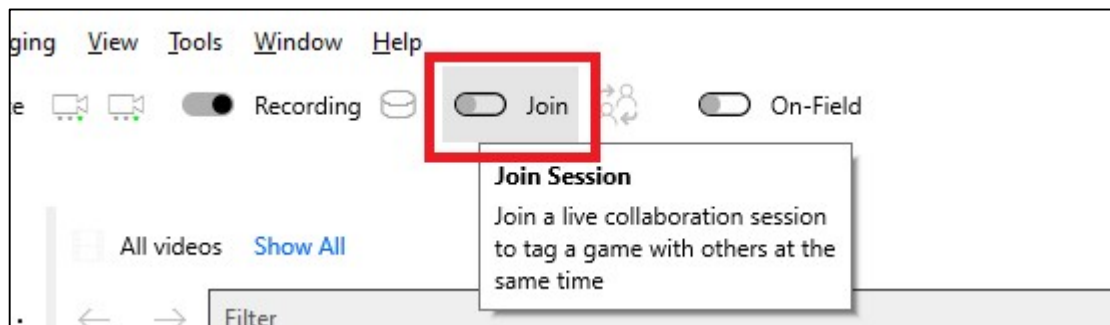 ging View Tools Window Help
e Recording Join On-Field
Join Session
Join a live collaboration session
to tag a game with others at the
same time
All videos Show All
Filter